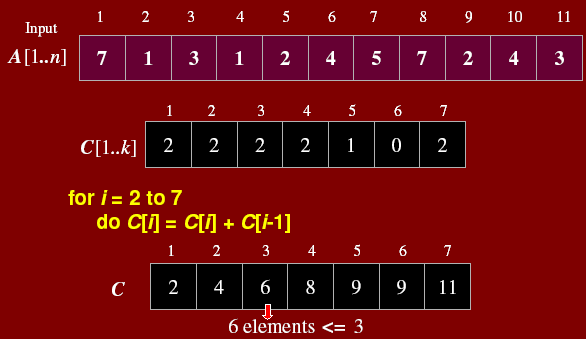 1 2 3 4 5 6 7 8 9 10 11
Input
A[1..n] 7 1 3 1 2 4 5 7 2 4 3
1 2 3 4 5 6 7
C[1..k] 2 2 2 2 1 0 2
for i = 2 to 7
do C[i] = C[i] + C[i-1]
1 2 3 4 5 6 7
C 2 4 6 8 9 9 11
6 elements <= 3